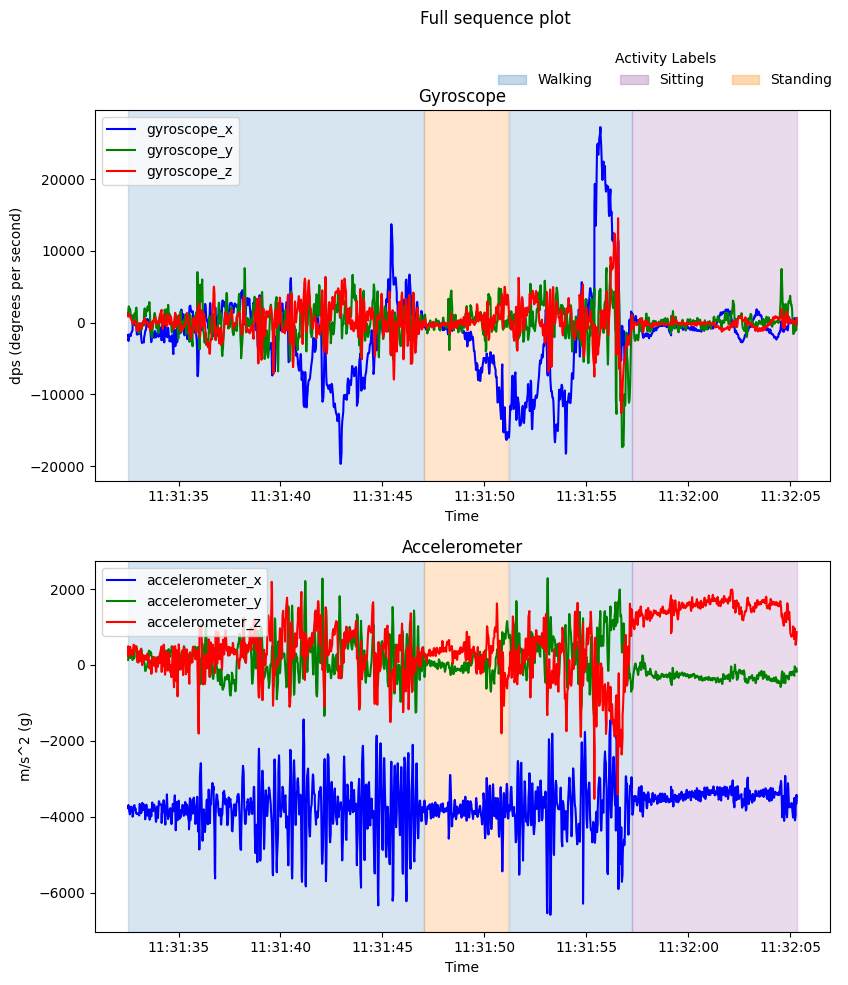 Full sequence plot
Activity Labels
Walking Sitting Standing
Gyroscope
gyroscope_x
gyroscope_y
gyroscope_z
dps (degrees per second)
20000
10000
0
−10000
−20000
11:31:35 11:31:40 11:31:45 11:31:50 11:31:55 11:32:00 11:32:05
Time
Accelerometer
accelerometer_x
accelerometer_y
accelerometer_z
m/s^2 (g)
2000
0
−2000
−4000
−6000
11:31:35 11:31:40 11:31:45 11:31:50 11:31:55 11:32:00 11:32:05
Time